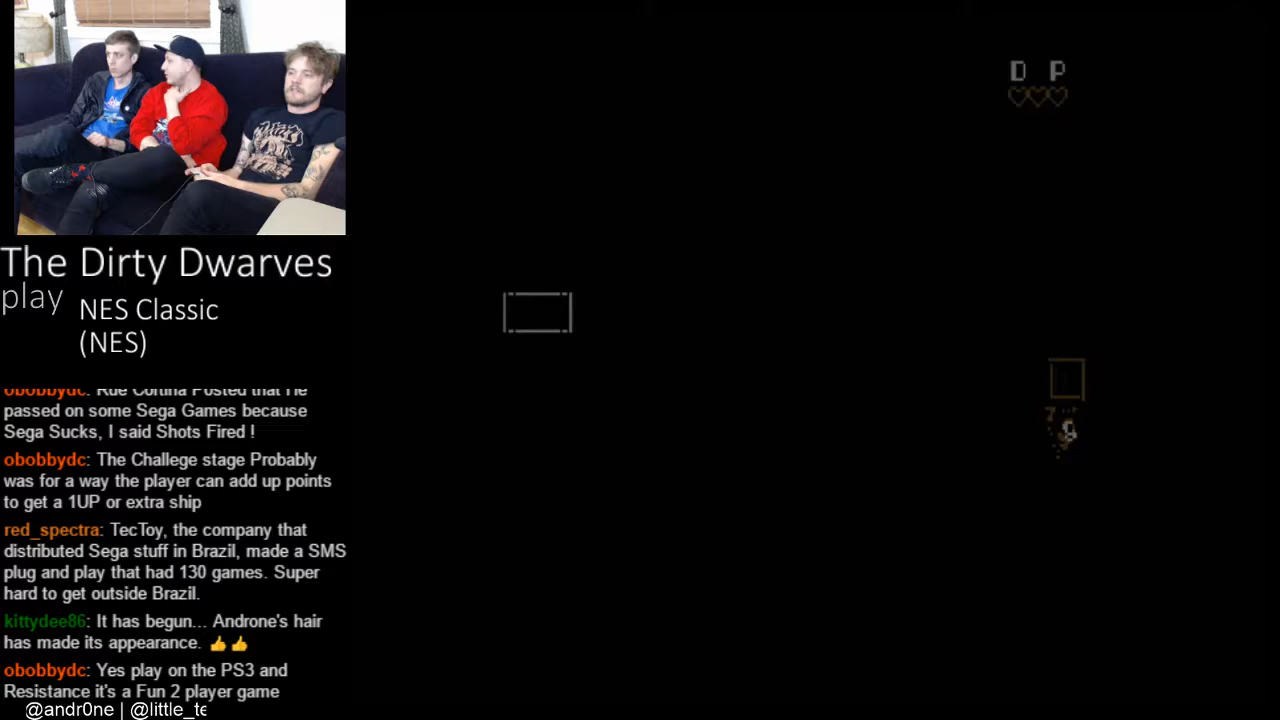 D P
The Dirty Dwarves
play
NES Classic
(NES)
obobbydc: Rue Cortina Posted that He
passed on some Sega Games because
Sega Sucks, I said Shots Fired !
obobbydc: The Challege stage Probably
was for a way the player can add up points
to get a 1UP or extra ship
red_spectra: TecToy, the company that
distributed Sega stuff in Brazil, made a SMS
plug and play that had 130 games. Super
hard to get outside Brazil.
kittydee86: It has begun... Androne's hair
has made its appearance. 👍👍
obobbydc: Yes play on the PS3 and
Resistance it's a Fun 2 player game
@andr0ne | @little_te